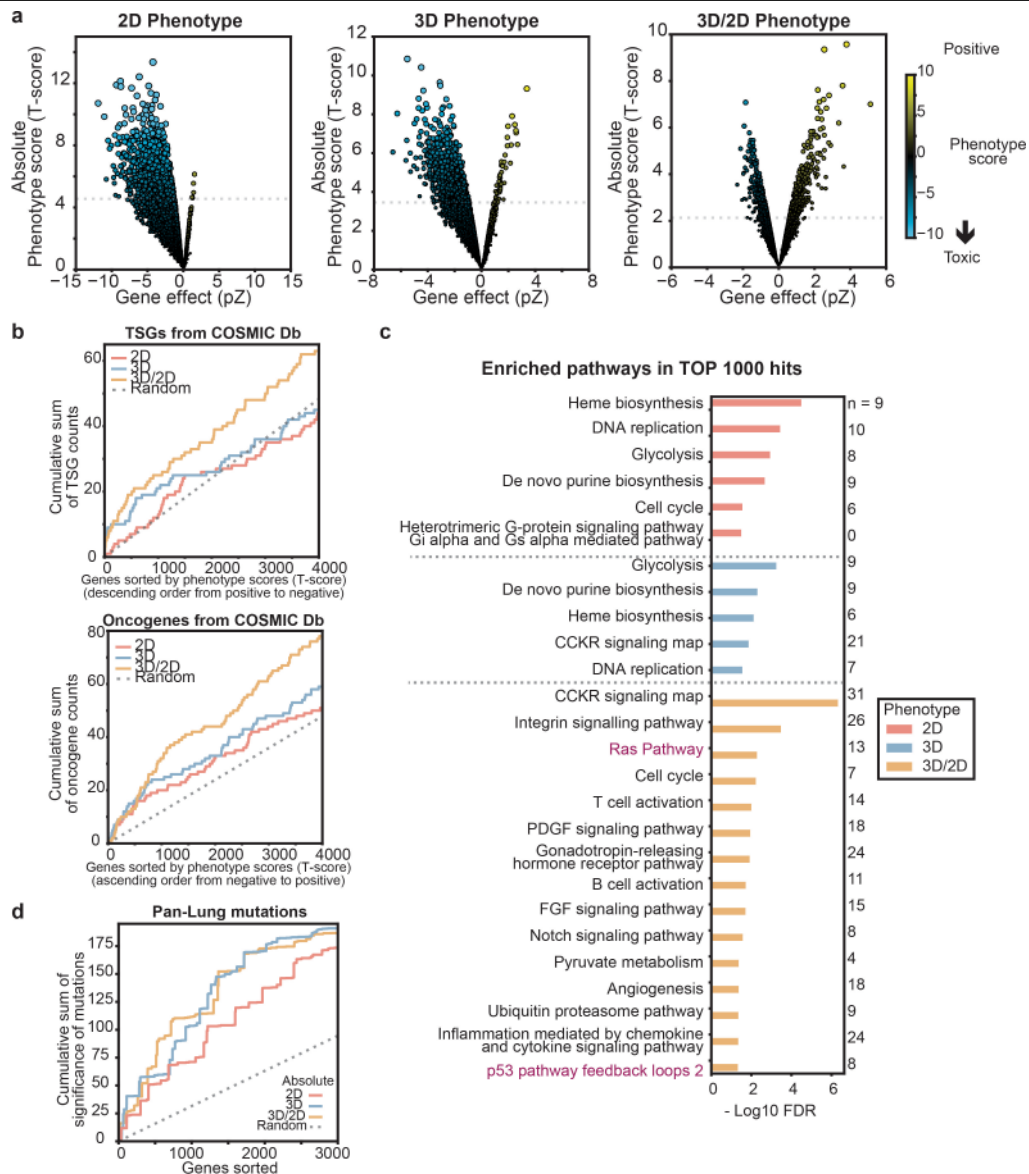 a
2D Phenotype
3D Phenotype
3D/2D Phenotype
Absolute
Phenotype score (T-score)
12
8
4
0
−15 −10 −5 0 5 10 15
Gene effect (pZ)
Absolute
Phenotype score (T-score)
12
10
8
6
4
2
0
−8 −4 0 4 8
Gene effect (pZ)
Absolute
Phenotype score (T-score)
10
8
6
4
2
0
−6 −4 −2 0 2 4 6
Gene effect (pZ)
Positive
10
5
0
−5
−10
Phenotype
score
Toxic
b
TSGs from COSMIC Db
2D
3D
3D/2D
Random
Cumulative sum
of TSG counts
60
40
20
0
0 1000 2000 3000 4000
Genes sorted by phenotype scores (T-score)
(descending order from positive to negative)
Oncogenes from COSMIC Db
2D
3D
3D/2D
Random
Cumulative sum
of oncogene counts
80
60
40
20
0
0 1000 2000 3000 4000
Genes sorted by phenotype scores (T-score)
(ascending order from negative to positive)
c
Enriched pathways in TOP 1000 hits
Heme biosynthesis n = 9
DNA replication 10
Glycolysis 8
De novo purine biosynthesis 9
Cell cycle 6
Heterotrimeric G-protein signaling pathway
Gi alpha and Gs alpha mediated pathway 0
Glycolysis 9
De novo purine biosynthesis 9
Heme biosynthesis 6
CCKR signaling map 21
DNA replication 7
CCKR signaling map 31
Integrin signalling pathway 26
Ras Pathway 13
Cell cycle 7
T cell activation 14
PDGF signaling pathway 18
Gonadotropin-releasing
hormone receptor pathway 24
B cell activation 11
FGF signaling pathway 15
Notch signaling pathway 8
Pyruvate metabolism 4
Angiogenesis 18
Ubiquitin proteasome pathway 9
Inflammation mediated by chemokine
and cytokine signaling pathway 24
p53 pathway feedback loops 2 8
0 2 4 6
- Log10 FDR
Phenotype
2D
3D
3D/2D
d
Pan-Lung mutations
Cumulative sum of
significance of mutations
175
150
125
100
75
50
25
0
Absolute
2D
3D
3D/2D
Random
0 1000 2000 3000
Genes sorted